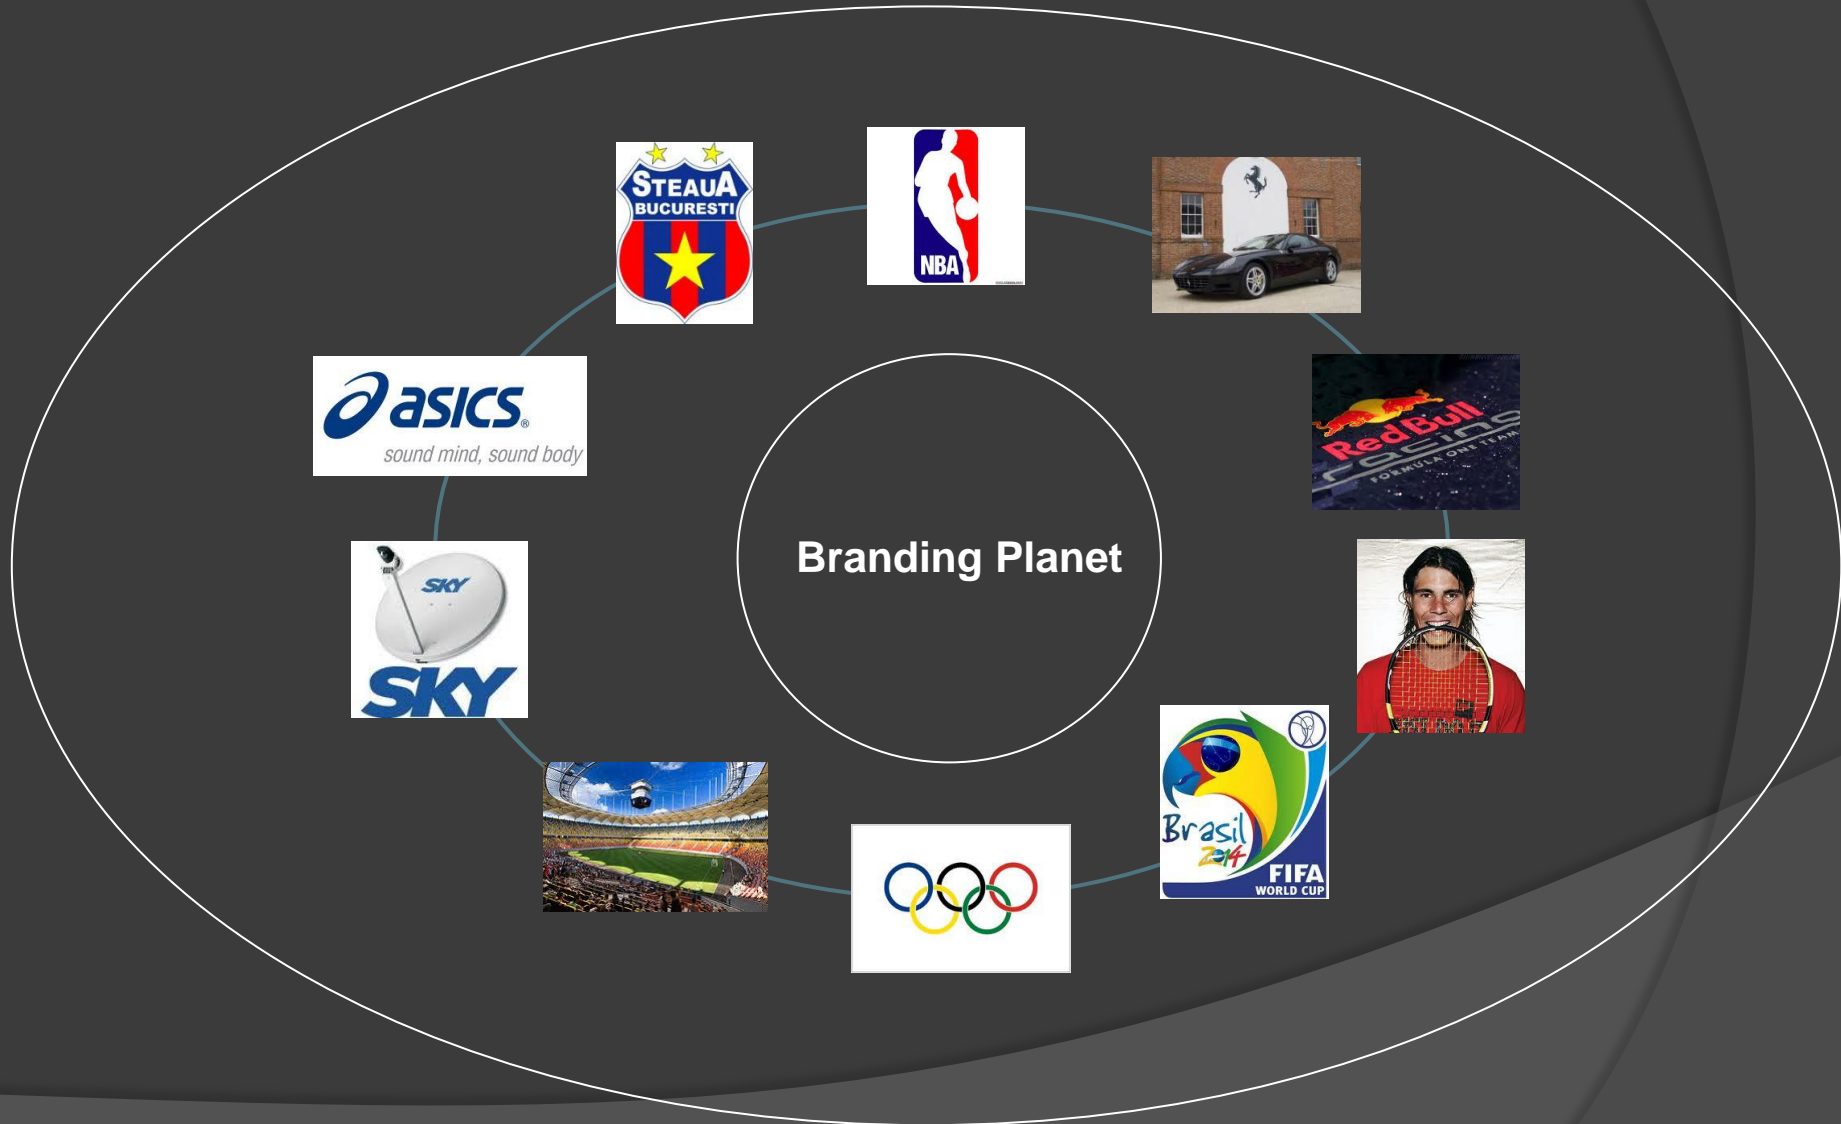 STEAUA
BUCURESTI
NBA
asics®
sound mind, sound body
Red Bull
racing
FORMULA ONE TEAM
SKY
SKY
Branding Planet
Brasil
2014
FIFA
WORLD CUP